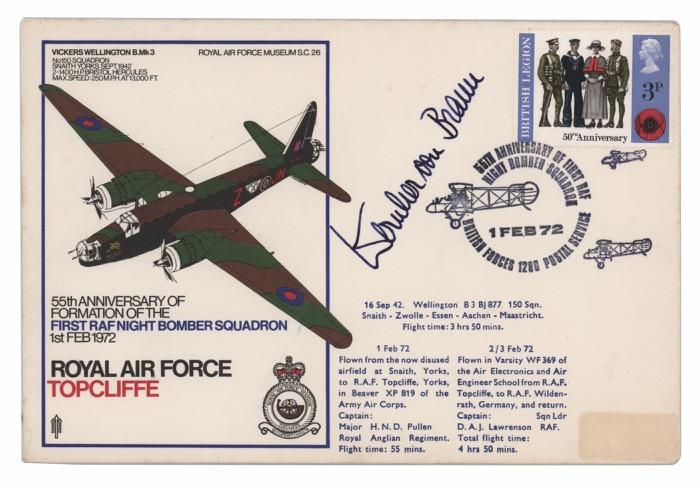 VICKERS WELLINGTON B.Mk3
No150 SQUADRON
SNAITH YORKS SEPT.1942
2-1400 H.P. BRISTOL HERCULES
MAX. SPEED: 250 M.P.H. AT 13,000 FT.
ROYAL AIR FORCE MUSEUM S.C. 26
Z JN
55th ANNIVERSARY OF
FORMATION OF THE
FIRST RAF NIGHT BOMBER SQUADRON
1st FEB 1972
ROYAL AIR FORCE
TOPCLIFFE
Wernher von Braun
BRITISH LEGION
3P
50th Anniversary
55th ANNIVERSARY OF FIRST RAF
NIGHT BOMBER SQUADRON
1 FEB 72
BRITISH FORCES 1280 POSTAL SERVICE
16 Sep 42. Wellington B 3 BJ 877 150 Sqn.
Snaith - Zwolle - Essen - Aachen - Maastricht.
Flight time: 3 hrs 50 mins.
1 Feb 72
Flown from the now disused
airfield at Snaith, Yorks,
to R.A.F. Topcliffe, Yorks,
in Beaver XP 819 of the
Army Air Corps.
Captain:
Major H. N. D. Pullen
Royal Anglian Regiment.
Flight time: 55 mins.
2/3 Feb 72
Flown in Varsity WF 369 of
the Air Electronics and Air
Engineer School from R.A.F.
Topcliffe, to R.A.F. Wilden-
rath, Germany, and return.
Captain: Sqn Ldr
D. A. J. Lawrenson RAF.
Total flight time:
4 hrs 50 mins.